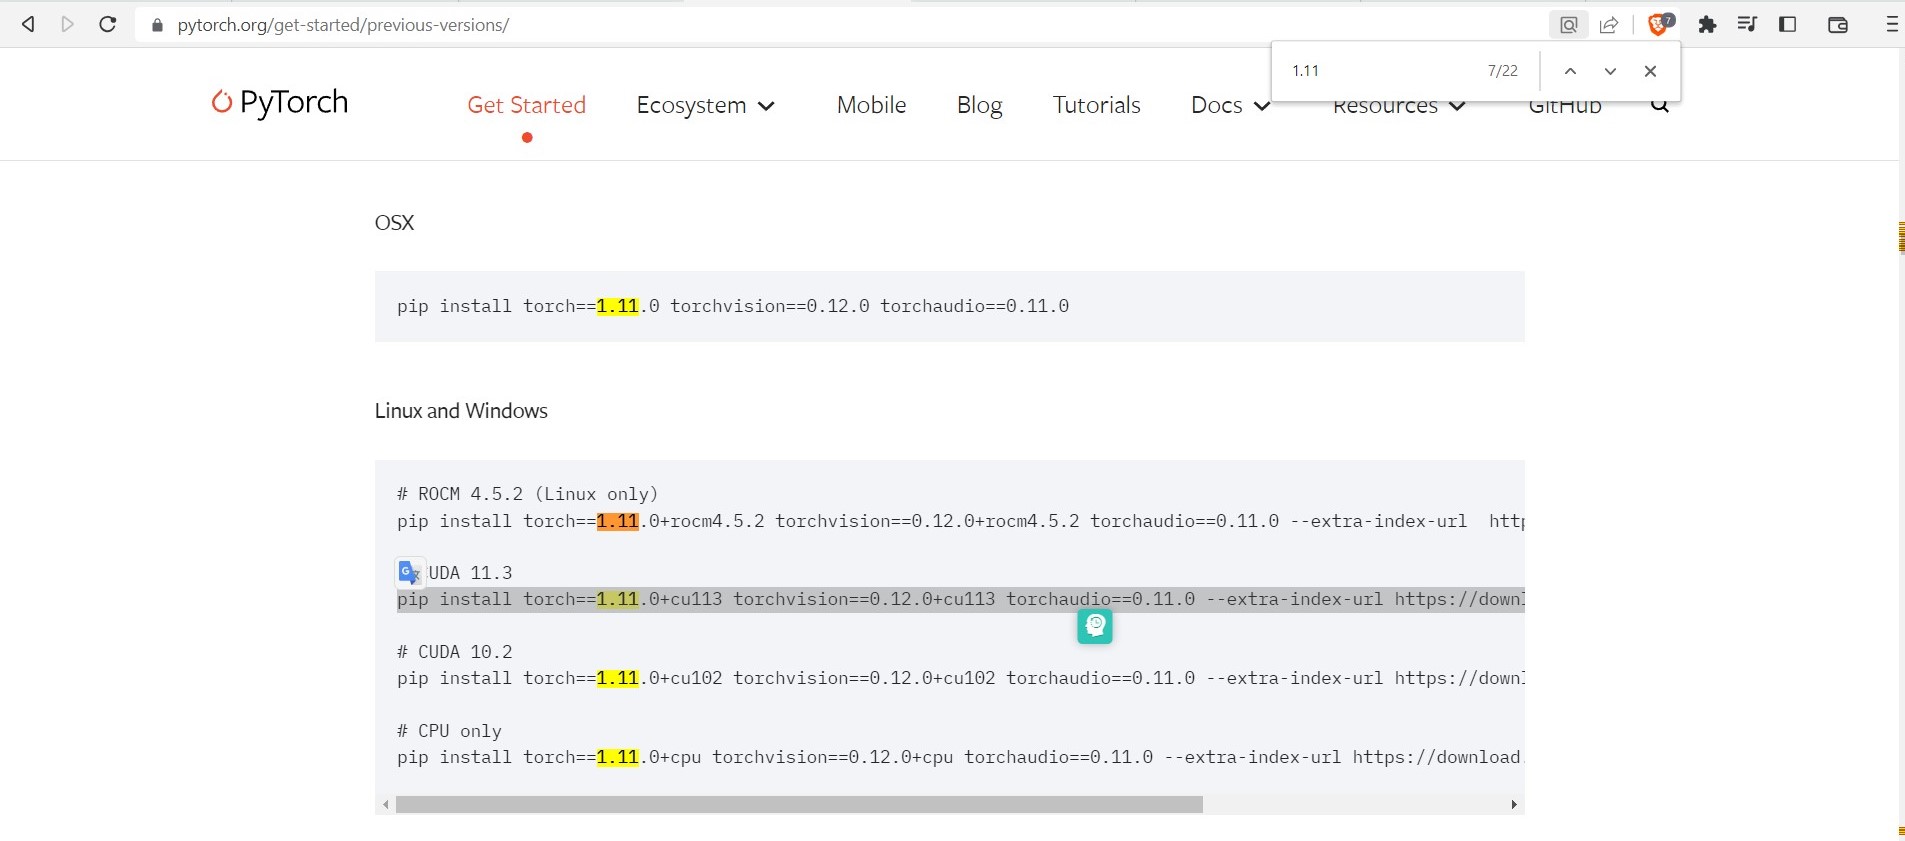 pytorch.org/get-started/previous-versions/
7
1.11 7/22
PyTorch Get Started Ecosystem Mobile Blog Tutorials Docs Resources GitHub
OSX
pip install torch==1.11.0 torchvision==0.12.0 torchaudio==0.11.0
Linux and Windows
# ROCM 4.5.2 (Linux only)
pip install torch==1.11.0+rocm4.5.2 torchvision==0.12.0+rocm4.5.2 torchaudio==0.11.0 --extra-index-url http
UDA 11.3
pip install torch==1.11.0+cu113 torchvision==0.12.0+cu113 torchaudio==0.11.0 --extra-index-url https://downl
# CUDA 10.2
pip install torch==1.11.0+cu102 torchvision==0.12.0+cu102 torchaudio==0.11.0 --extra-index-url https://downl
# CPU only
pip install torch==1.11.0+cpu torchvision==0.12.0+cpu torchaudio==0.11.0 --extra-index-url https://download.